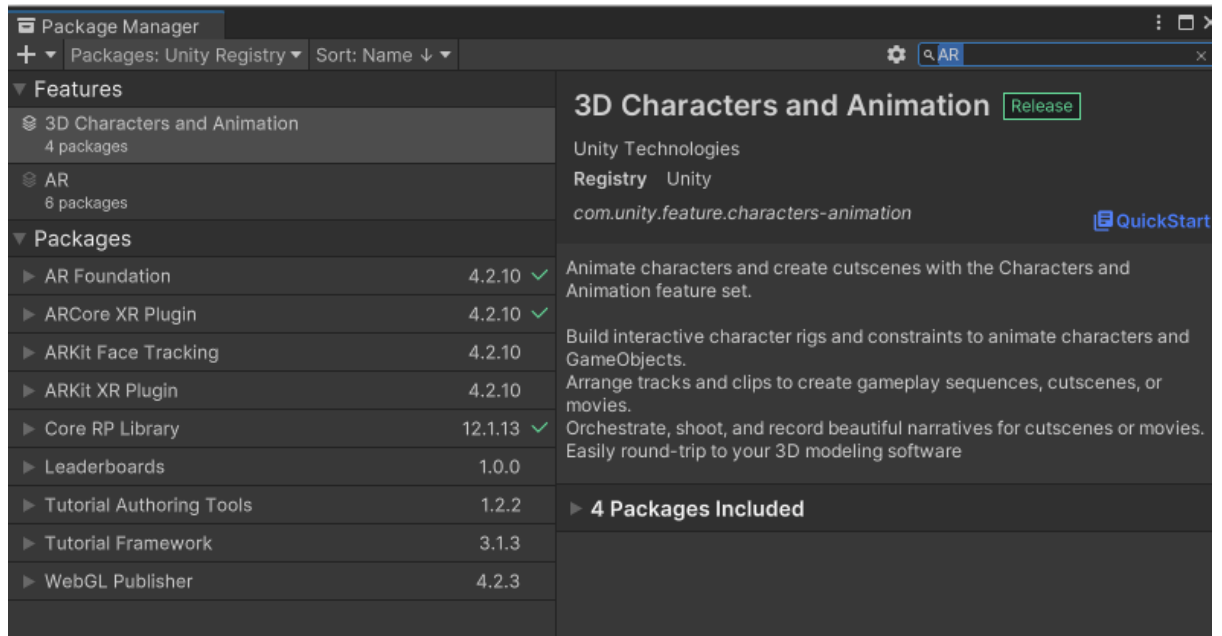 Package Manager
Packages: Unity Registry Sort: Name ↓ AR
Features
3D Characters and Animation
4 packages
AR
6 packages
Packages
AR Foundation 4.2.10
ARCore XR Plugin 4.2.10
ARKit Face Tracking 4.2.10
ARKit XR Plugin 4.2.10
Core RP Library 12.1.13
Leaderboards 1.0.0
Tutorial Authoring Tools 1.2.2
Tutorial Framework 3.1.3
WebGL Publisher 4.2.3
3D Characters and Animation Release
Unity Technologies
Registry Unity
com.unity.feature.characters-animation
QuickStart
Animate characters and create cutscenes with the Characters and
Animation feature set.
Build interactive character rigs and constraints to animate characters and
GameObjects.
Arrange tracks and clips to create gameplay sequences, cutscenes, or
movies.
Orchestrate, shoot, and record beautiful narratives for cutscenes or movies.
Easily round-trip to your 3D modeling software
4 Packages Included